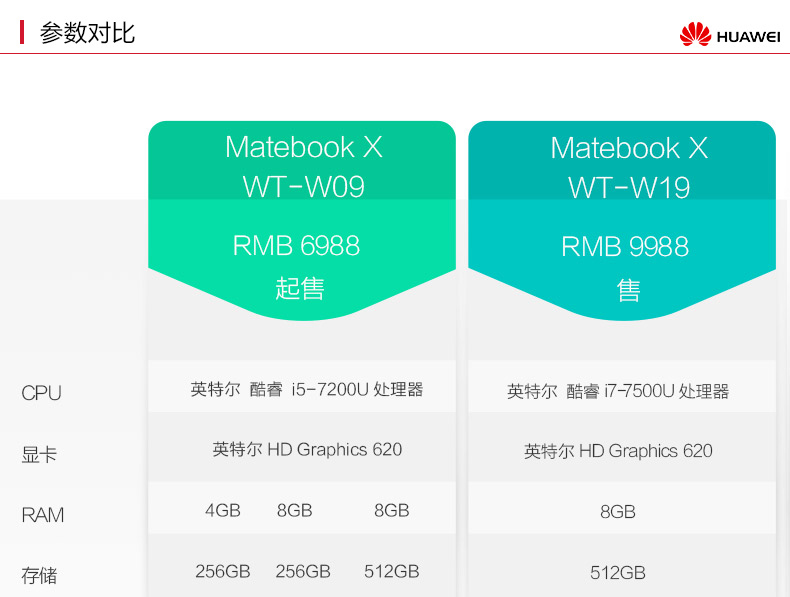 参数对比
HUAWEI
Matebook X
WT-W09
RMB 6988
起售
Matebook X
WT-W19
RMB 9988
售
CPU 英特尔 酷睿 i5-7200U 处理器 英特尔 酷睿 i7-7500U 处理器
显卡 英特尔 HD Graphics 620 英特尔 HD Graphics 620
RAM 4GB 8GB 8GB 8GB
存储 256GB 256GB 512GB 512GB